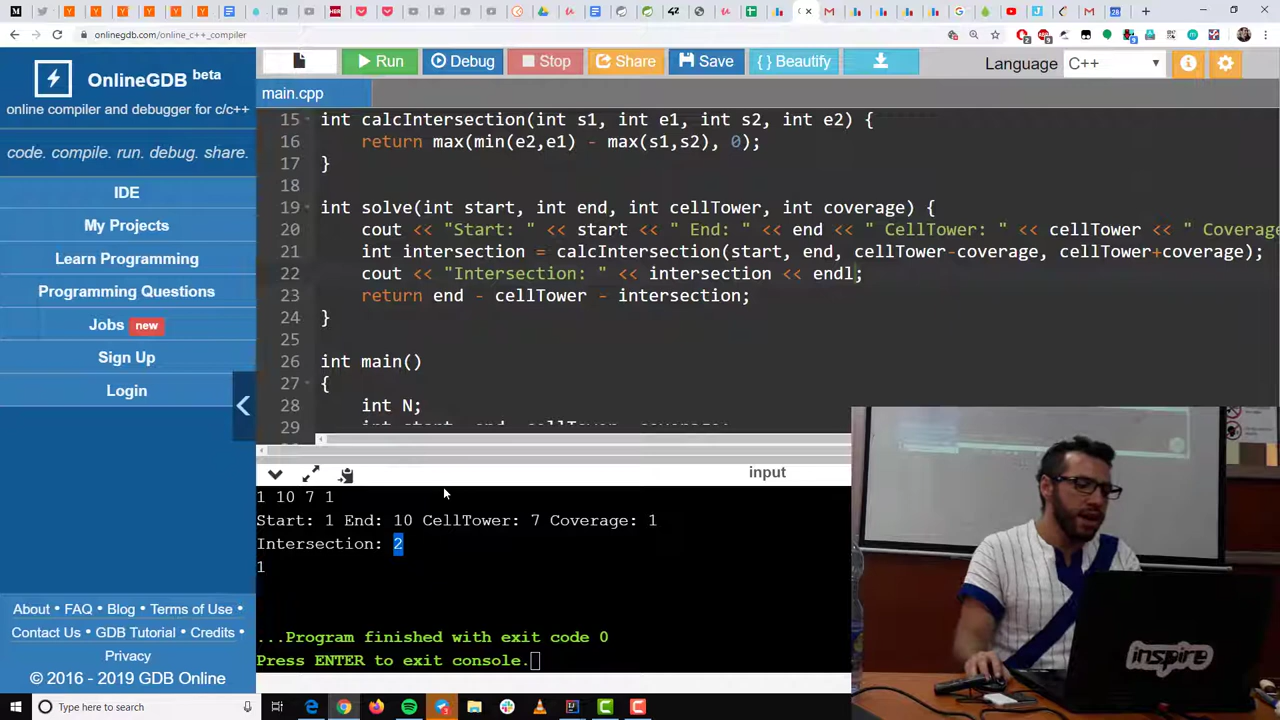 onlinegdb.com/online_c++_compiler
OnlineGDB beta
online compiler and debugger for c/c++
code. compile. run. debug. share.
IDE
My Projects
Learn Programming
Programming Questions
Jobs new
Sign Up
Login
About • FAQ • Blog • Terms of Use •
Contact Us • GDB Tutorial • Credits •
Privacy
© 2016 - 2019 GDB Online
Run
Debug
Stop
Share
Save
{ } Beautify
Language
C++
main.cpp
15 int calcIntersection(int s1, int e1, int s2, int e2) {
16 return max(min(e2,e1) - max(s1,s2), 0);
17 }
18
19 int solve(int start, int end, int cellTower, int coverage) {
20 cout << "Start: " << start << " End: " << end << " CellTower: " << cellTower << " Coverage
21 int intersection = calcIntersection(start, end, cellTower-coverage, cellTower+coverage);
22 cout << "Intersection: " << intersection << endl;
23 return end - cellTower - intersection;
24 }
25
26 int main()
27 {
28 int N;
29 int start, end, cellTower, coverage;
input
1 10 7 1
Start: 1 End: 10 CellTower: 7 Coverage: 1
Intersection: 2
1
...Program finished with exit code 0
Press ENTER to exit console.
inspire
Type here to search